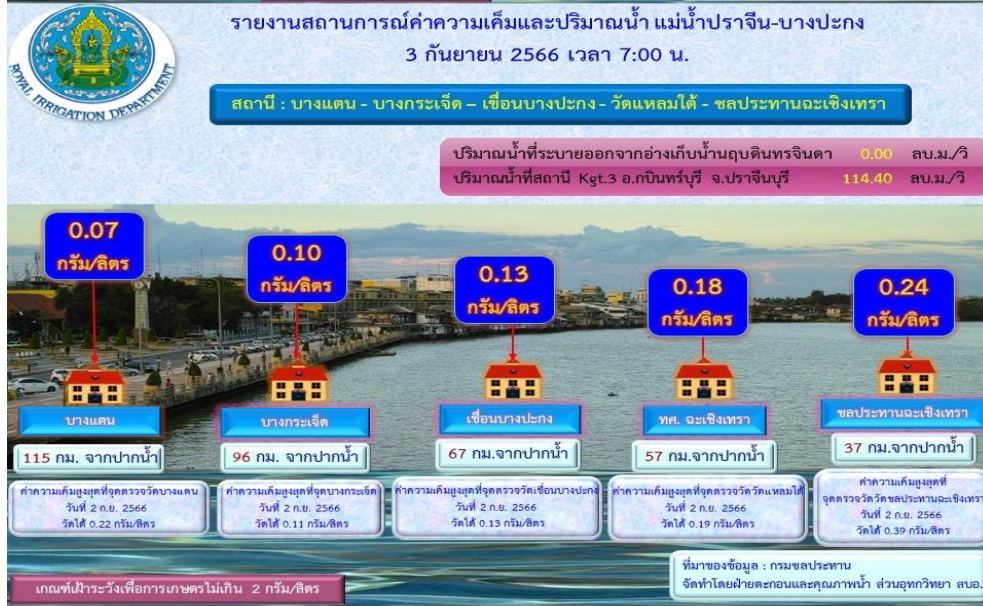 รายงานสถานการณ์ค่าความเค็มและปริมาณน้ำ แม่น้ำปราจีน-บางปะกง
3 กันยายน 2566 เวลา 7:00 น.
ROYAL IRRIGATION DEPARTMENT
สถานี : บางแตน - บางกระเจ็ด – เขื่อนบางปะกง - วัดแหลมใต้ - ชลประทานฉะเชิงเทรา
ปริมาณน้ำที่ระบายออกจากอ่างเก็บน้ำนฤบดินทรจินดา 0.00 ลบ.ม./วิ
ปริมาณน้ำที่สถานี Kgt.3 อ.กบินทร์บุรี จ.ปราจีนบุรี 114.40 ลบ.ม./วิ
0.07
กรัม/ลิตร
0.10
กรัม/ลิตร
0.13
กรัม/ลิตร
0.18
กรัม/ลิตร
0.24
กรัม/ลิตร
บางแตน
บางกระเจ็ด
เขื่อนบางปะกง
ทศ. ฉะเชิงเทรา
ชลประทานฉะเชิงเทรา
115 กม. จากปากน้ำ
96 กม. จากปากน้ำ
67 กม.จากปากน้ำ
57 กม.จากปากน้ำ
37 กม.จากปากน้ำ
ค่าความเค็มสูงสุดที่จุดตรวจวัดบางแตน
วันที่ 2 ก.ย. 2566
วัดได้ 0.22 กรัม/ลิตร
ค่าความเค็มสูงสุดที่จุดบางกระเจ็ด
วันที่ 2 ก.ย. 2566
วัดได้ 0.11 กรัม/ลิตร
ค่าความเค็มสูงสุดที่จุดตรวจวัดเขื่อนบางปะกง
วันที่ 2 ก.ย. 2566
วัดได้ 0.13 กรัม/ลิตร
ค่าความเค็มสูงสุดที่จุดตรวจวัดวัดแหลมใต้
วันที่ 2 ก.ย. 2566
วัดได้ 0.19 กรัม/ลิตร
ค่าความเค็มสูงสุดที่
จุดตรวจวัดวัดชลประทานฉะเชิงเทรา
วันที่ 2 ก.ย. 2566
วัดได้ 0.39 กรัม/ลิตร
เกณฑ์เฝ้าระวังเพื่อการเกษตรไม่เกิน 2 กรัม/ลิตร
ที่มาของข้อมูล : กรมชลประทาน
จัดทำโดยฝ่ายตะกอนและคุณภาพน้ำ ส่วนอุทกวิทยา สบอ.